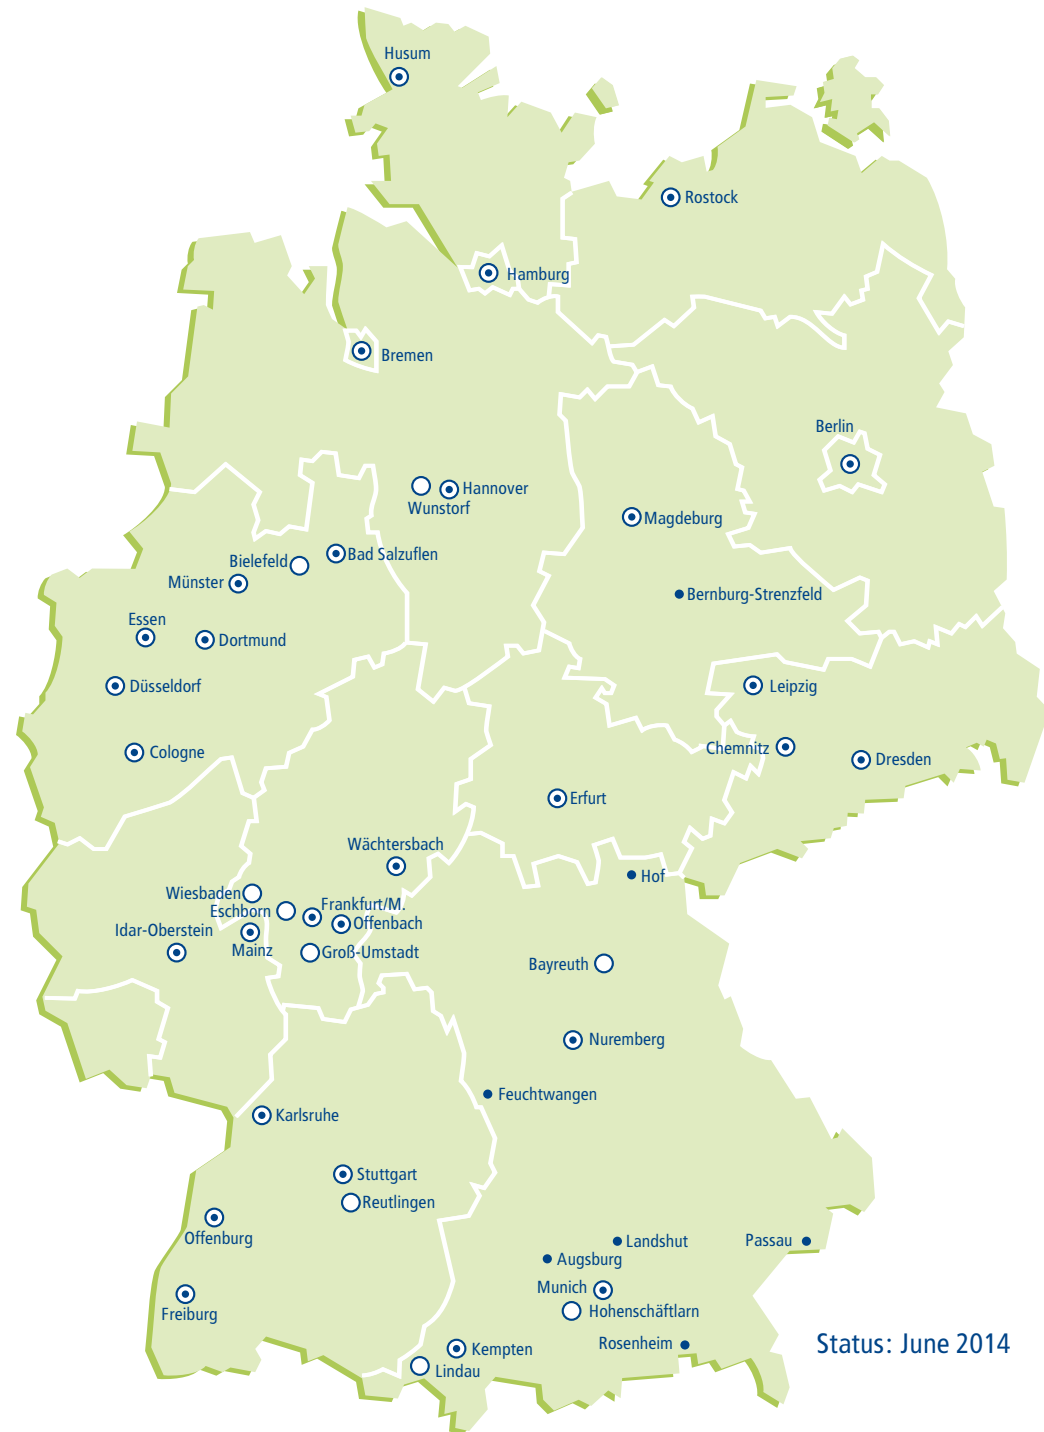 Husum
Rostock
Hamburg
Bremen
Berlin
Hannover
Wunstorf
Magdeburg
Bad Salzuflen
Bielefeld
Münster
Bernburg-Strenzfeld
Essen
Dortmund
Düsseldorf
Leipzig
Cologne
Chemnitz
Dresden
Erfurt
Wächtersbach
Hof
Wiesbaden
Frankfurt/M.
Eschborn
Offenbach
Idar-Oberstein
Mainz
Groß-Umstadt
Bayreuth
Nuremberg
Feuchtwangen
Karlsruhe
Stuttgart
Reutlingen
Offenburg
Landshut
Passau
Augsburg
Munich
Hohenschäftlarn
Freiburg
Rosenheim
Kempten
Lindau
Status: June 2014